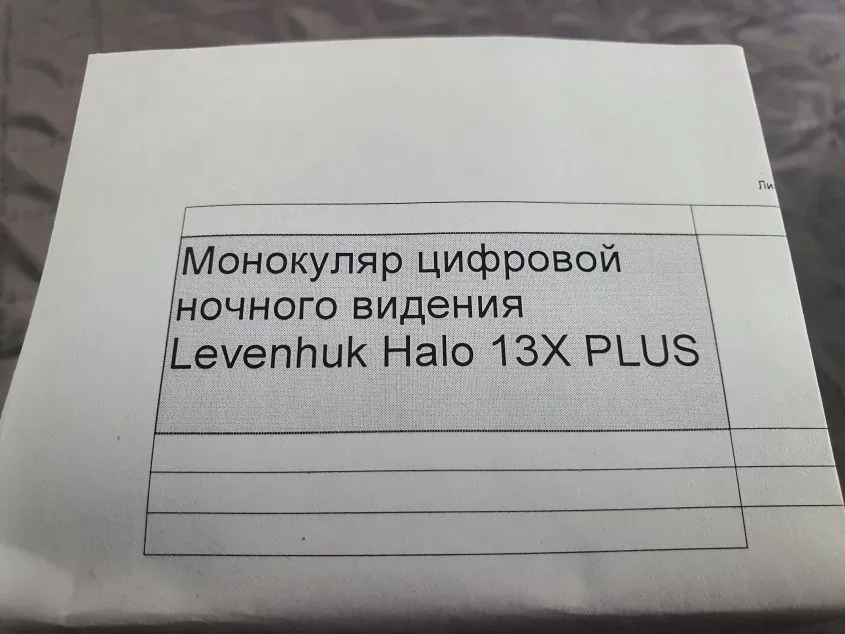 Монокуляр цифровой
ночного видения
Levenhuk Halo 13X PLUS